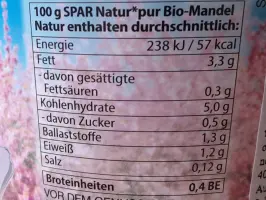 100 g SPAR Natur*pur Bio-Mandel
Natur enthalten durchschnittlich:
Energie 238 kJ / 57 kcal
Fett 3,3 g
-davon gesättigte
Fettsäuren 0,3 g
Kohlenhydrate 5,0 g
-davon Zucker 0,5 g
Ballaststoffe 1,3 g
Eiweiß 1,2 g
Salz 0,12 g
Broteinheiten 0,4 BE
VOR DEM